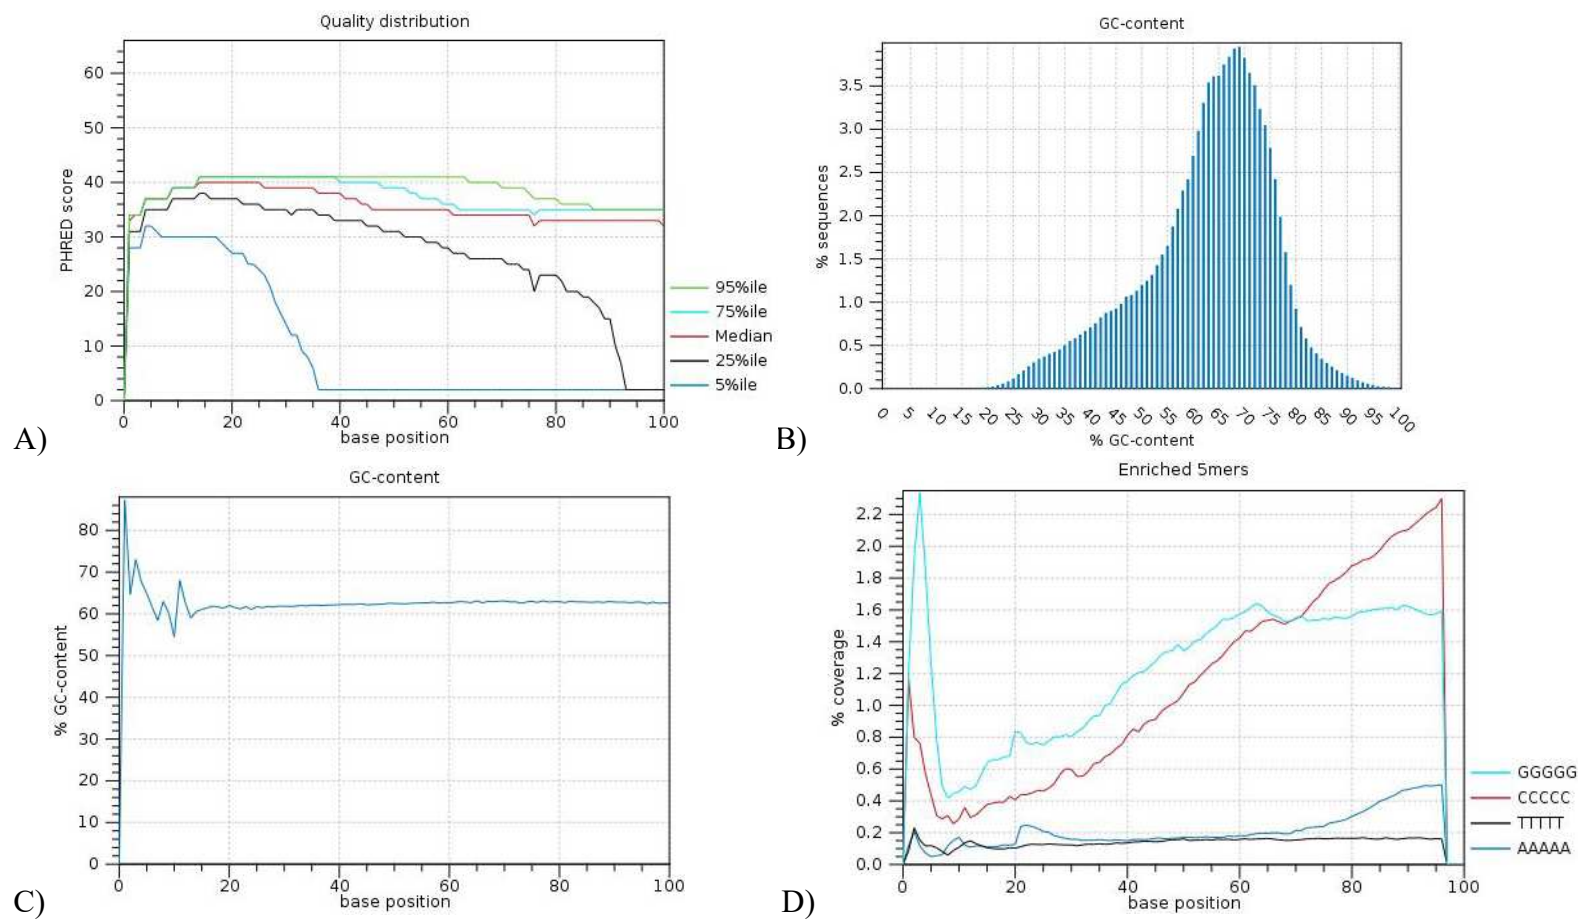 Quality distribution
PHRED score
60
50
40
30
20
10
0
0 20 40 60 80 100
base position
95%ile
75%ile
Median
25%ile
5%ile
A)
GC-content
% sequences
3.5
3.0
2.5
2.0
1.5
1.0
0.5
0.0
0 5 10 15 20 25 30 35 40 45 50 55 60 65 70 75 80 85 90 95 100
% GC-content
B)
GC-content
% GC-content
80
70
60
50
40
30
20
10
0
0 20 40 60 80 100
base position
C)
Enriched 5mers
% coverage
2.2
2.0
1.8
1.6
1.4
1.2
1.0
0.8
0.6
0.4
0.2
0.0
0 20 40 60 80 100
base position
GGGGG
CCCCC
TTTTT
AAAAA
D)